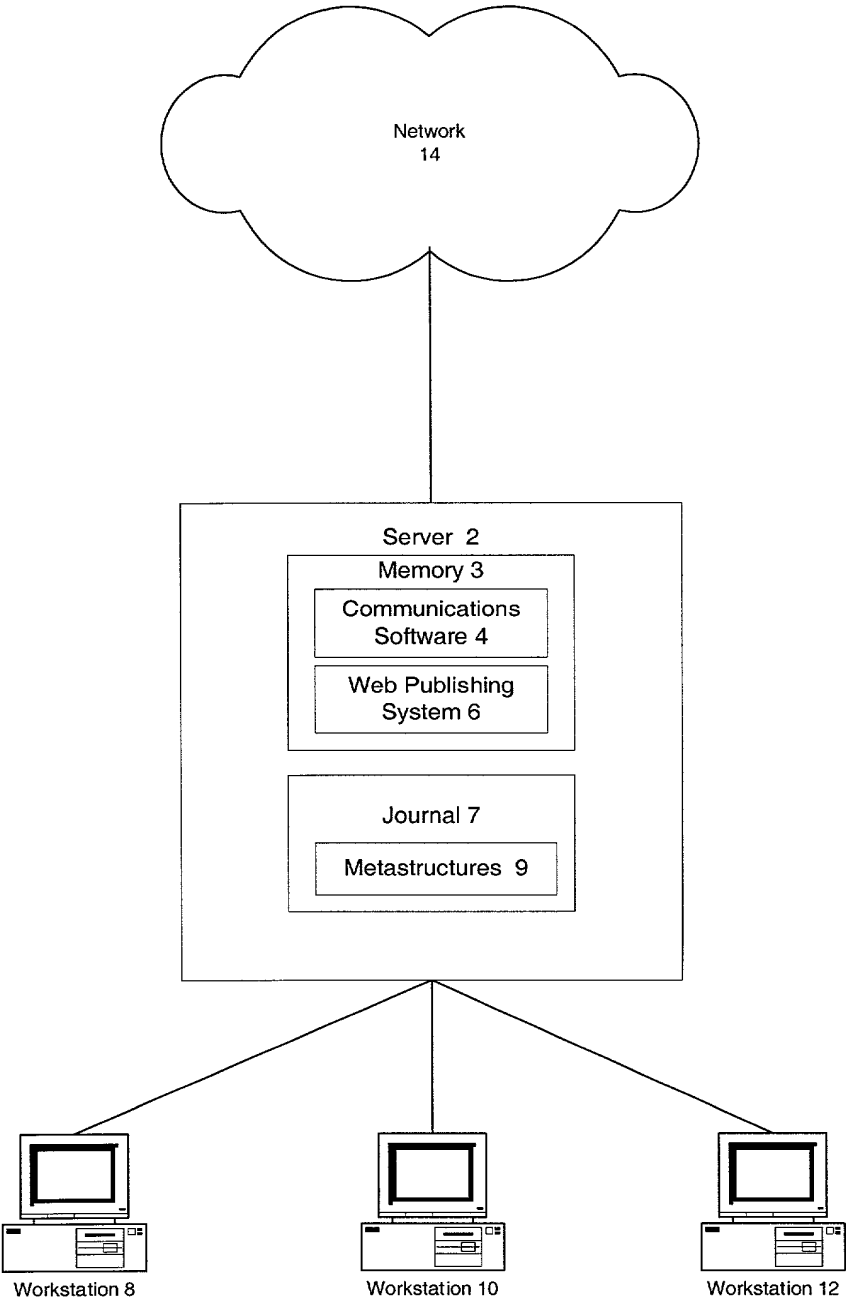 Network
14
Server 2
Memory 3
Communications
Software 4
Web Publishing
System 6
Journal 7
Metastructures 9
Workstation 8
Workstation 10
Workstation 12